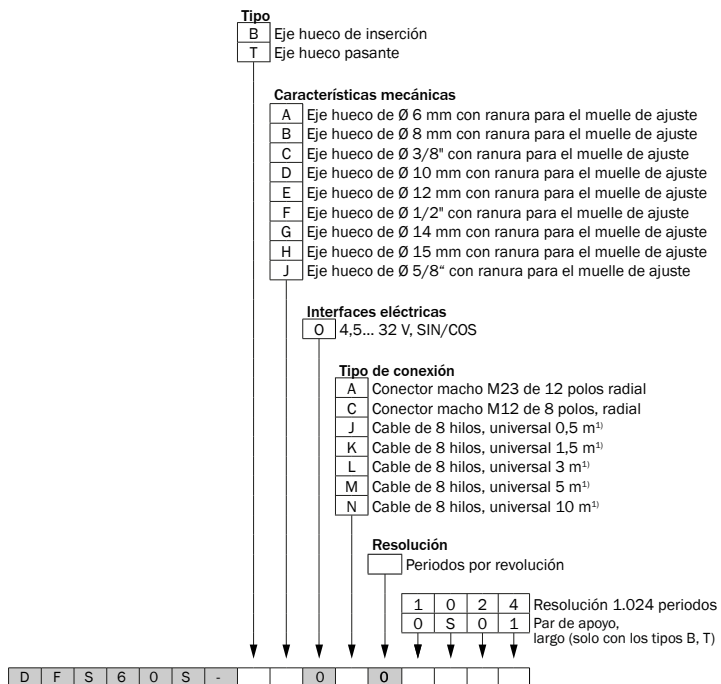 Tipo
B Eje hueco de inserción
T Eje hueco pasante
Características mecánicas
A Eje hueco de Ø 6 mm con ranura para el muelle de ajuste
B Eje hueco de Ø 8 mm con ranura para el muelle de ajuste
C Eje hueco de Ø 3/8" con ranura para el muelle de ajuste
D Eje hueco de Ø 10 mm con ranura para el muelle de ajuste
E Eje hueco de Ø 12 mm con ranura para el muelle de ajuste
F Eje hueco de Ø 1/2" con ranura para el muelle de ajuste
G Eje hueco de Ø 14 mm con ranura para el muelle de ajuste
H Eje hueco de Ø 15 mm con ranura para el muelle de ajuste
J Eje hueco de Ø 5/8“ con ranura para el muelle de ajuste
Interfaces eléctricas
0 4,5... 32 V, SIN/COS
Tipo de conexión
A Conector macho M23 de 12 polos radial
C Conector macho M12 de 8 polos, radial
J Cable de 8 hilos, universal 0,5 m¹⁾
K Cable de 8 hilos, universal 1,5 m¹⁾
L Cable de 8 hilos, universal 3 m¹⁾
M Cable de 8 hilos, universal 5 m¹⁾
N Cable de 8 hilos, universal 10 m¹⁾
Resolución
Periodos por revolución
1 0 2 4 Resolución 1.024 periodos
0 S 0 1 Par de apoyo,
largo (solo con los tipos B, T)
D F S 6 0 S - 0 0